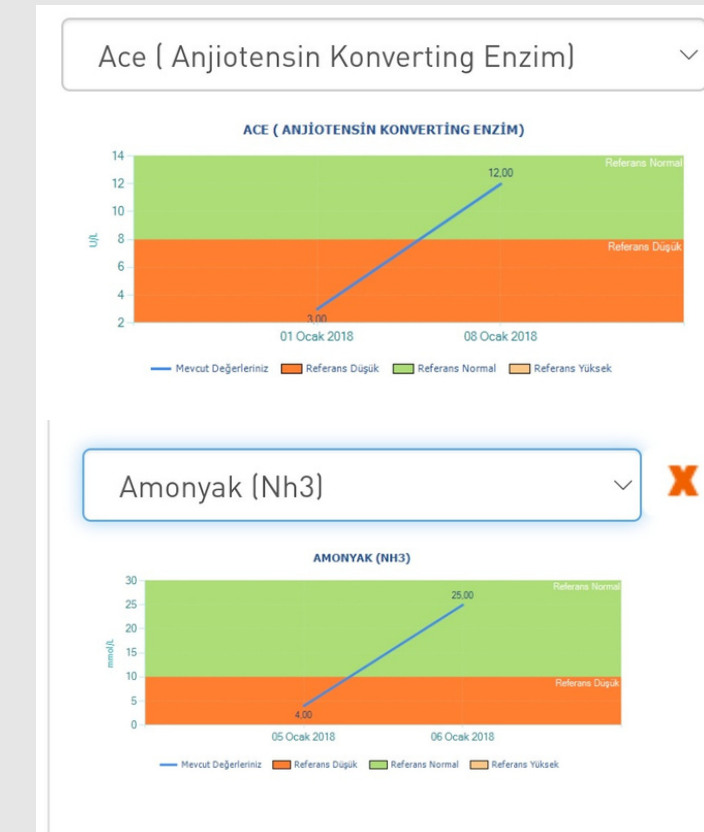 Ace ( Anjiotensin Konverting Enzim)
ACE ( ANJİOTENSİN KONVERTİNG ENZİM)
14
Referans Normal
12,00
12
10
U/L
8
Referans Düşük
6
4
3,00
2
01 Ocak 2018 08 Ocak 2018
Mevcut Değerleriniz Referans Düşük Referans Normal Referans Yüksek
Amonyak (Nh3)
X
AMONYAK (NH3)
30
Referans Normal
25,00
25
20
mmol/L
15
10
Referans Düşük
5
4,00
0
05 Ocak 2018 06 Ocak 2018
Mevcut Değerleriniz Referans Düşük Referans Normal Referans Yüksek